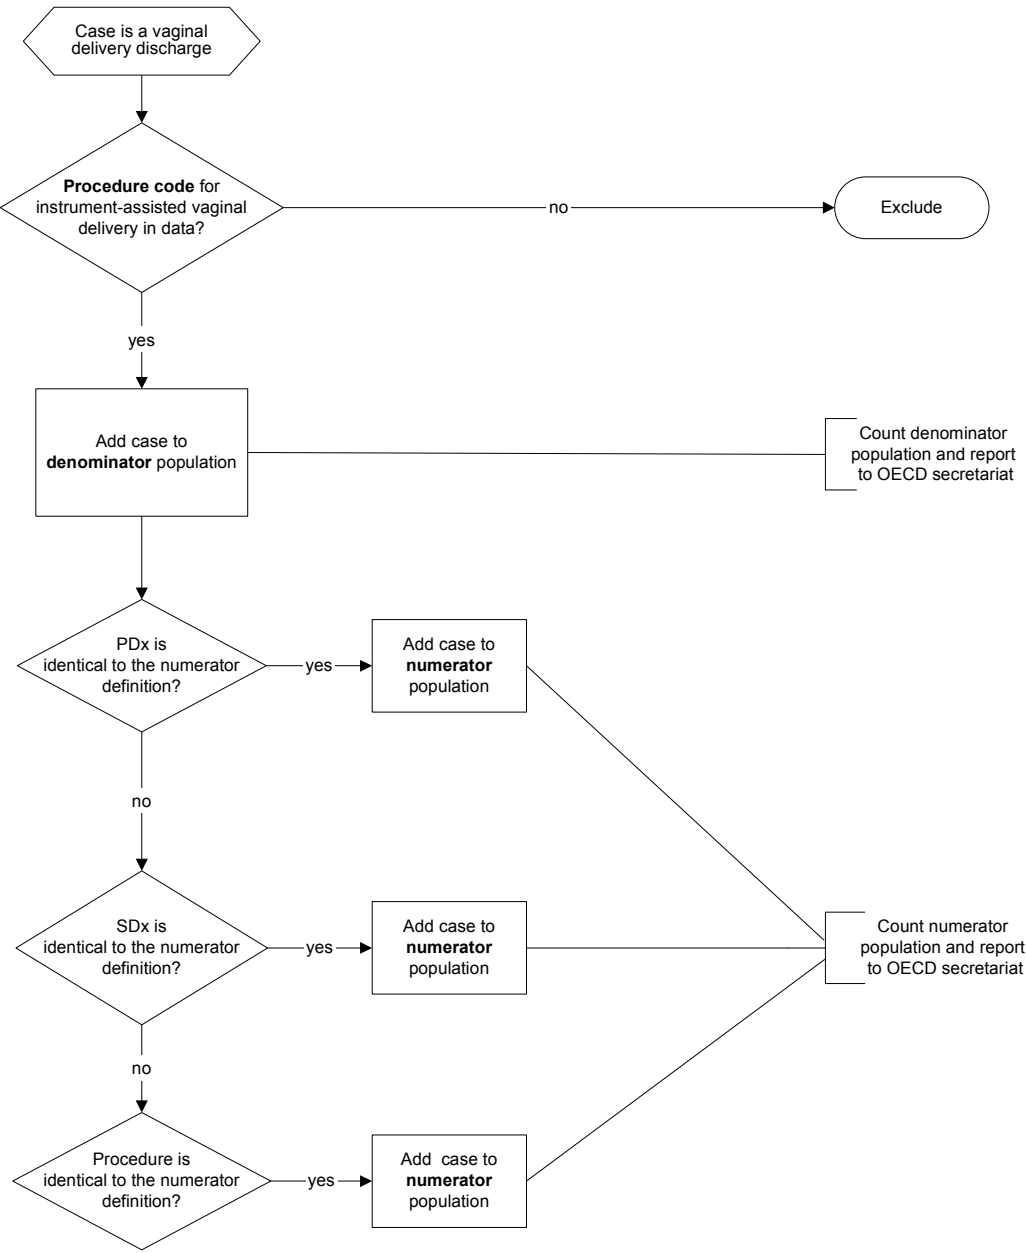 Case is a vaginal
delivery discharge
Procedure code for
instrument-assisted vaginal
delivery in data?
no
Exclude
yes
Add case to
denominator population
Count denominator
population and report
to OECD secretariat
PDx is
identical to the numerator
definition?
yes
Add case to
numerator
population
no
SDx is
identical to the numerator
definition?
yes
Add case to
numerator
population
Count numerator
population and report
to OECD secretariat
no
Procedure is
identical to the numerator
definition?
yes
Add case to
numerator
population